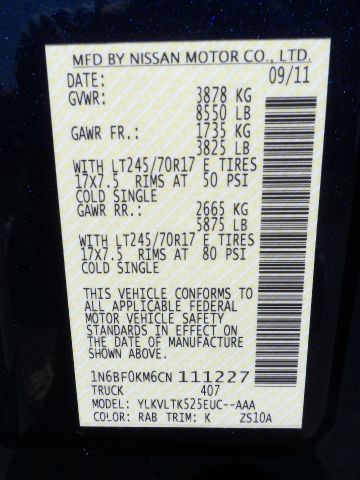 MFD BY NISSAN MOTOR CO., LTD.
DATE: 09/11
GVWR: 3878 KG
8550 LB
GAWR FR.: 1735 KG
3825 LB
WITH LT245/70R17 E TIRES
17X7.5 RIMS AT 50 PSI
COLD SINGLE
GAWR RR.: 2665 KG
5875 LB
WITH LT245/70R17 E TIRES
17X7.5 RIMS AT 80 PSI
COLD SINGLE
THIS VEHICLE CONFORMS TO
ALL APPLICABLE FEDERAL
MOTOR VEHICLE SAFETY
STANDARDS IN EFFECT ON
THE DATE OF MANUFACTURE
SHOWN ABOVE.
1N6BF0KM6CN 111227
TRUCK 407
MODEL: YLKVLTK525EUC--AAA
COLOR: RAB TRIM: K ZS10A